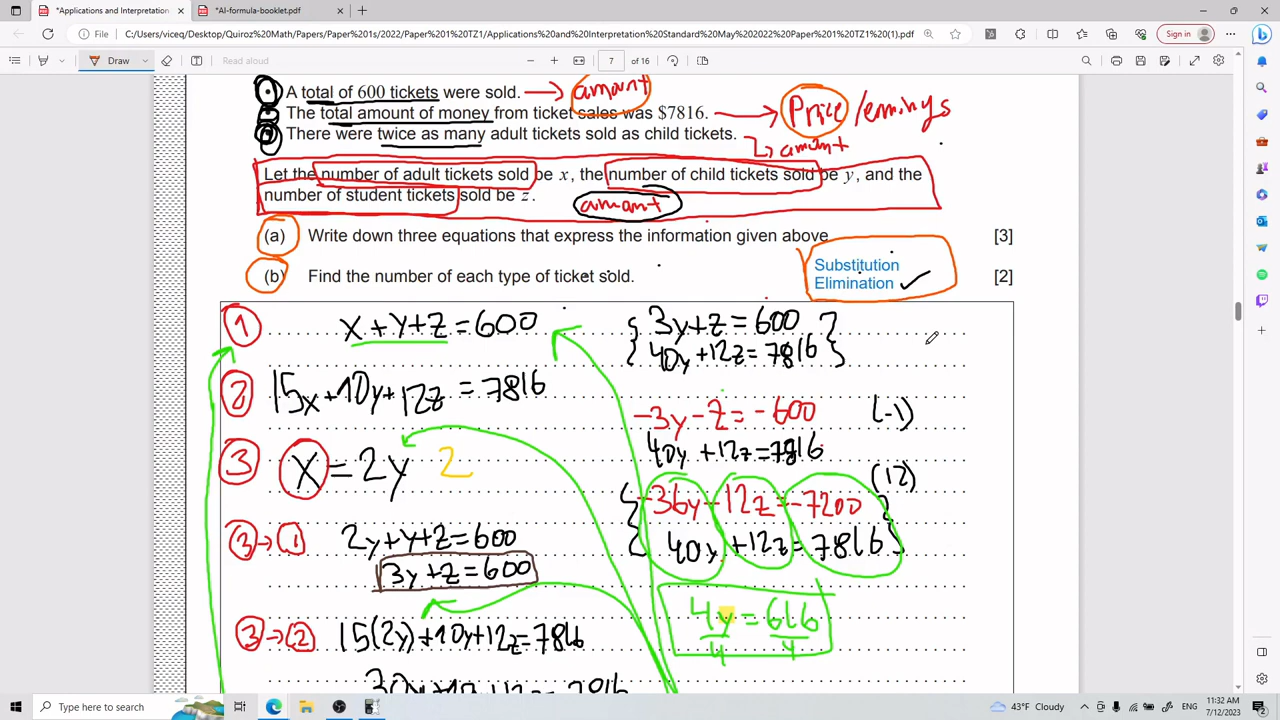 *Applications and Interpretation
*AI-formula-booklet.pdf
C:/Users/viceq/Desktop/Quiroz%20Math/Papers/Paper%201s/2022/Paper%201%20TZ1/Applications%20and%20Interpretation%20Standard%20May%202022%20Paper%201%20TZ1%20(1).pdf
Sign in
Draw
Read aloud
7 of 16
A total of 600 tickets were sold. amount
The total amount of money from ticket sales was $7816. Price /earnings
There were twice as many adult tickets sold as child tickets.
amount
Let the number of adult tickets sold be x, the number of child tickets sold be y, and the
number of student tickets sold be z.
amount
(a) Write down three equations that express the information given above [3]
(b) Find the number of each type of ticket sold. [2]
Substitution
Elimination
1 x+y+z=600
2 15x+10y+12z=7816
3 x=2y 2
3 → 1 2y+y+z=600
3y+z=600
3 → 2 15(2y)+10y+12z=7816
30y+10y+12z=7816
3y+z=600
40y+12z=7816
-3y-z=-600 (-1)
40y+12z=7816
(12)
-36y-12z=-7200
40y+12z=7816
4y=616
4 4
Type here to search
43°F Cloudy
11:32 AM
7/12/2023